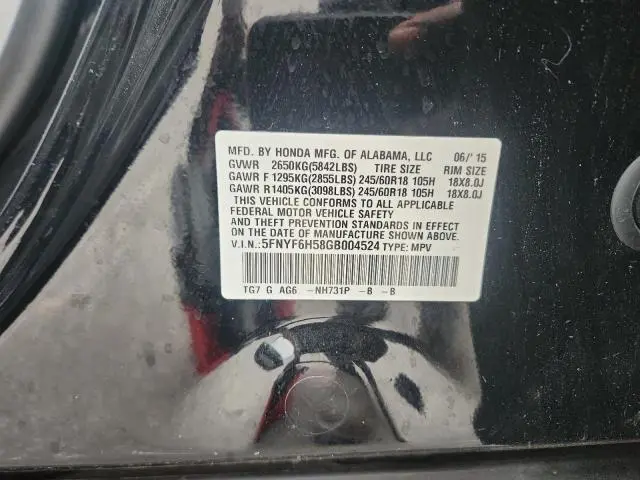 MFD. BY HONDA MFG. OF ALABAMA, LLC 06/'15
GVWR 2650KG(5842LBS) TIRE SIZE RIM SIZE
GAWR F 1295KG(2855LBS) 245/60R18 105H 18X8.0J
GAWR R 1405KG(3098LBS) 245/60R18 105H 18X8.0J
THIS VEHICLE CONFORMS TO ALL APPLICABLE
FEDERAL MOTOR VEHICLE SAFETY
AND THEFT PREVENTION STANDARDS IN EFFECT ON
THE DATE OF MANUFACTURE SHOWN ABOVE.
V.I.N.:5FNYF6H58GB004524 TYPE: MPV
TG7 G AG6 -NH731P -B -B